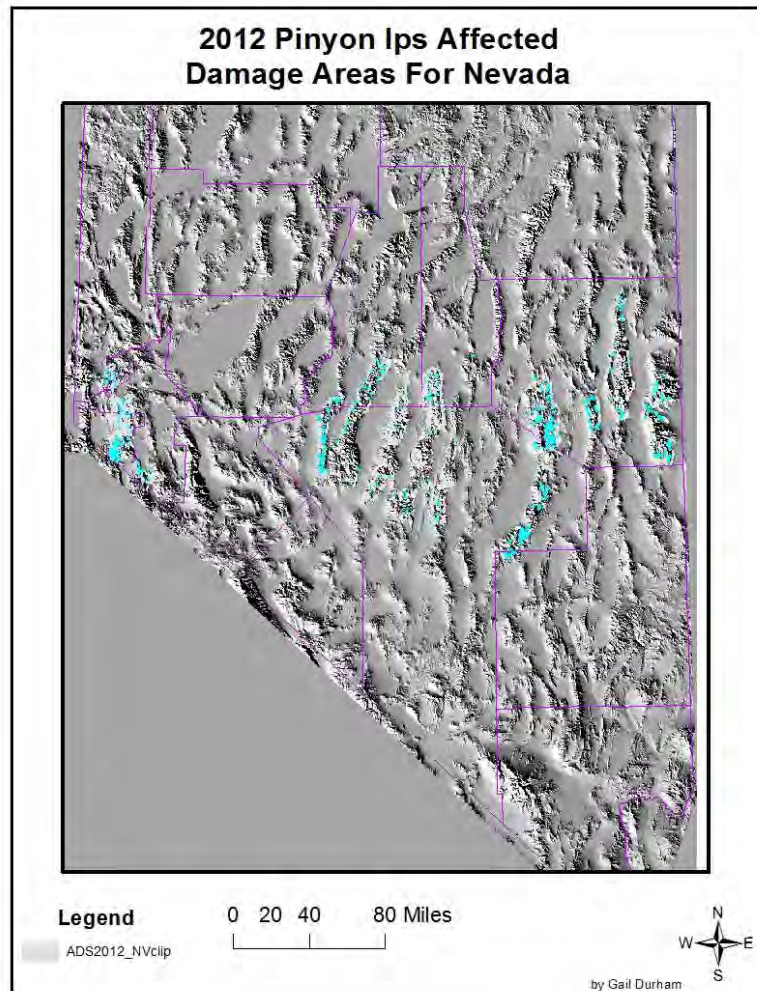 2012 Pinyon Ips Affected
Damage Areas For Nevada
Legend
ADS2012_NVclip
0 20 40 80 Miles
N
W E
S
by Gail Durham